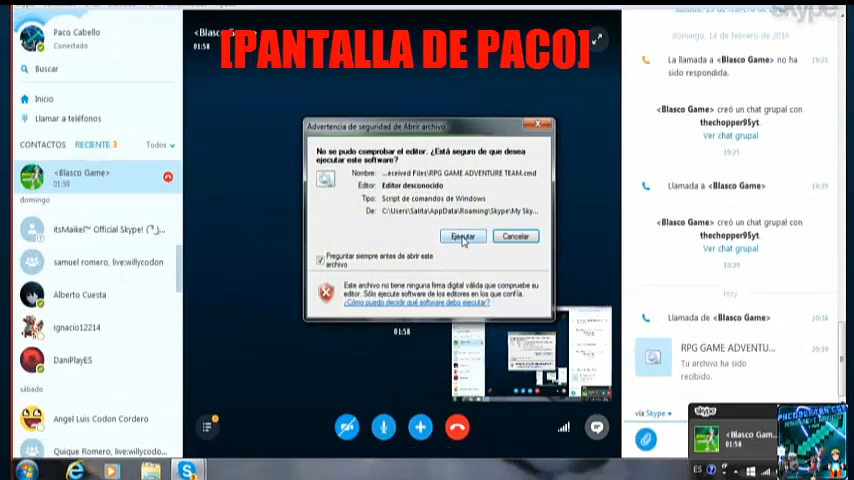 Paco Cabello
Conectado
Buscar
Inicio
Llamar a teléfonos
CONTACTOS RECIENTE 3 Todos
<Blasco Game>
01:58
domingo
itsMaikel™ Official Skype! ( ͡° ͜ʖ
samuel romero, live:willycodon
Alberto Cuesta
ignacio12214
DaniPlayES
sábado
Angel Luis Codon Cordero
Quique Romero, live:willycodo...
<Blasco Game>
01:58
[PANTALLA DE PACO]
Advertencia de seguridad de Abrir archivo
No se pudo comprobar el editor. ¿Está seguro de que desea
ejecutar este software?
Nombre: ...eceived Files\RPG GAME ADVENTURE TEAM.cmd
Editor: Editor desconocido
Tipo: Script de comandos de Windows
De: C:\Users\Salita\AppData\Roaming\Skype\My Sky...
Ejecutar Cancelar
Preguntar siempre antes de abrir este
archivo
Este archivo no tiene ninguna firma digital válida que compruebe su
editor. Sólo ejecute software de los editores en los que confía.
¿Cómo puedo decidir qué software debo ejecutar?
01:58
skype
domingo, 14 de febrero de 2016
La llamada a <Blasco Game> no ha
sido respondida.
19:25
<Blasco Game> creó un chat grupal con
thechopper95yt.
Ver chat grupal
19:25
Llamada a <Blasco Game>
19:29
<Blasco Game> creó un chat grupal con
thechopper95yt.
Ver chat grupal
19:29
Hoy
Llamada de <Blasco Game>
20:38
RPG GAME ADVENTU...
Tu archivo ha sido
recibido.
20:39
vía Skype
skype
<Blasco Gam...
01:58
ES